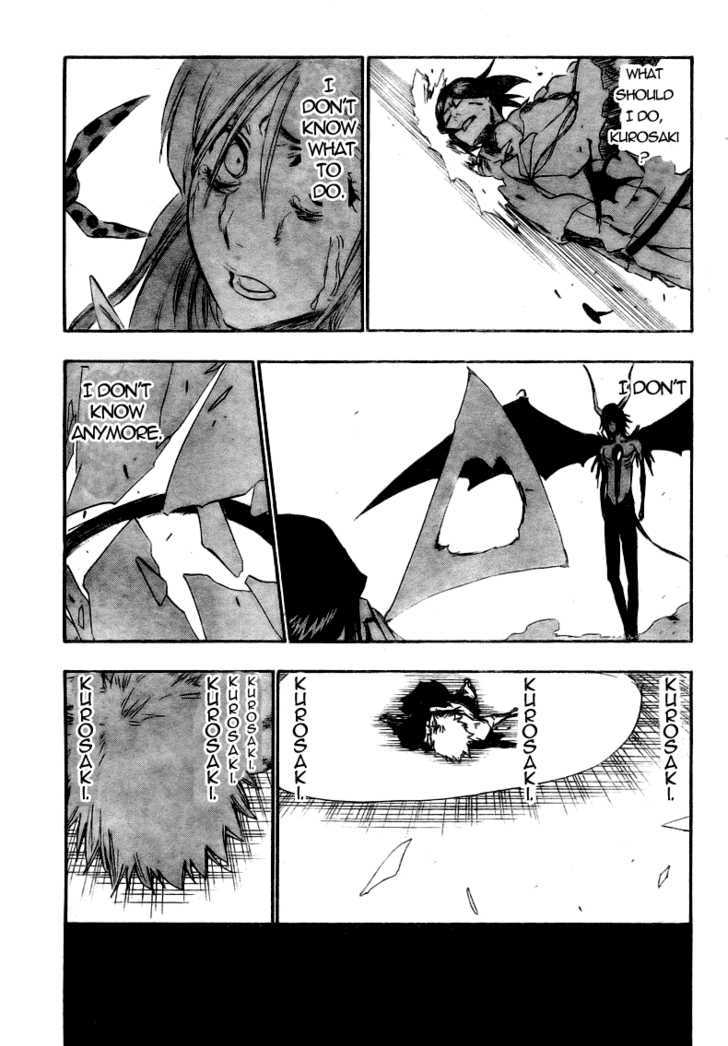 WHAT
SHOULD
I DO,
KUROSAKI
?
I
DON'T
KNOW
WHAT
TO
DO.
I DON'T
I DON'T
KNOW
ANYMORE.
KUROSAKI.
KUROSAKI.
KUROSAKI.
KUROSAKI.
KUROSAKI.
KUROSAKI.
KUROSAKI.